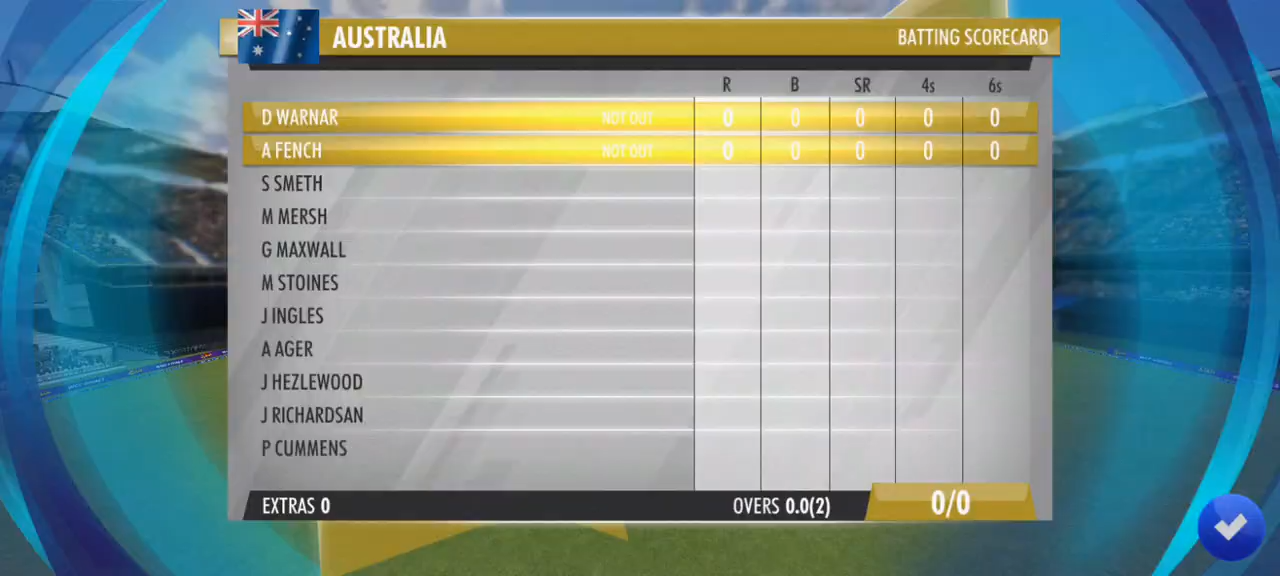 AUSTRALIA BATTING SCORECARD
R B SR 4s 6s
D WARNAR NOT OUT 0 0 0 0 0
A FENCH NOT OUT 0 0 0 0 0
S SMETH
M MERSH
G MAXWALL
M STOINES
J INGLES
A AGER
J HEZLEWOOD
J RICHARDSAN
P CUMMENS
EXTRAS 0 OVERS 0.0(2) 0/0